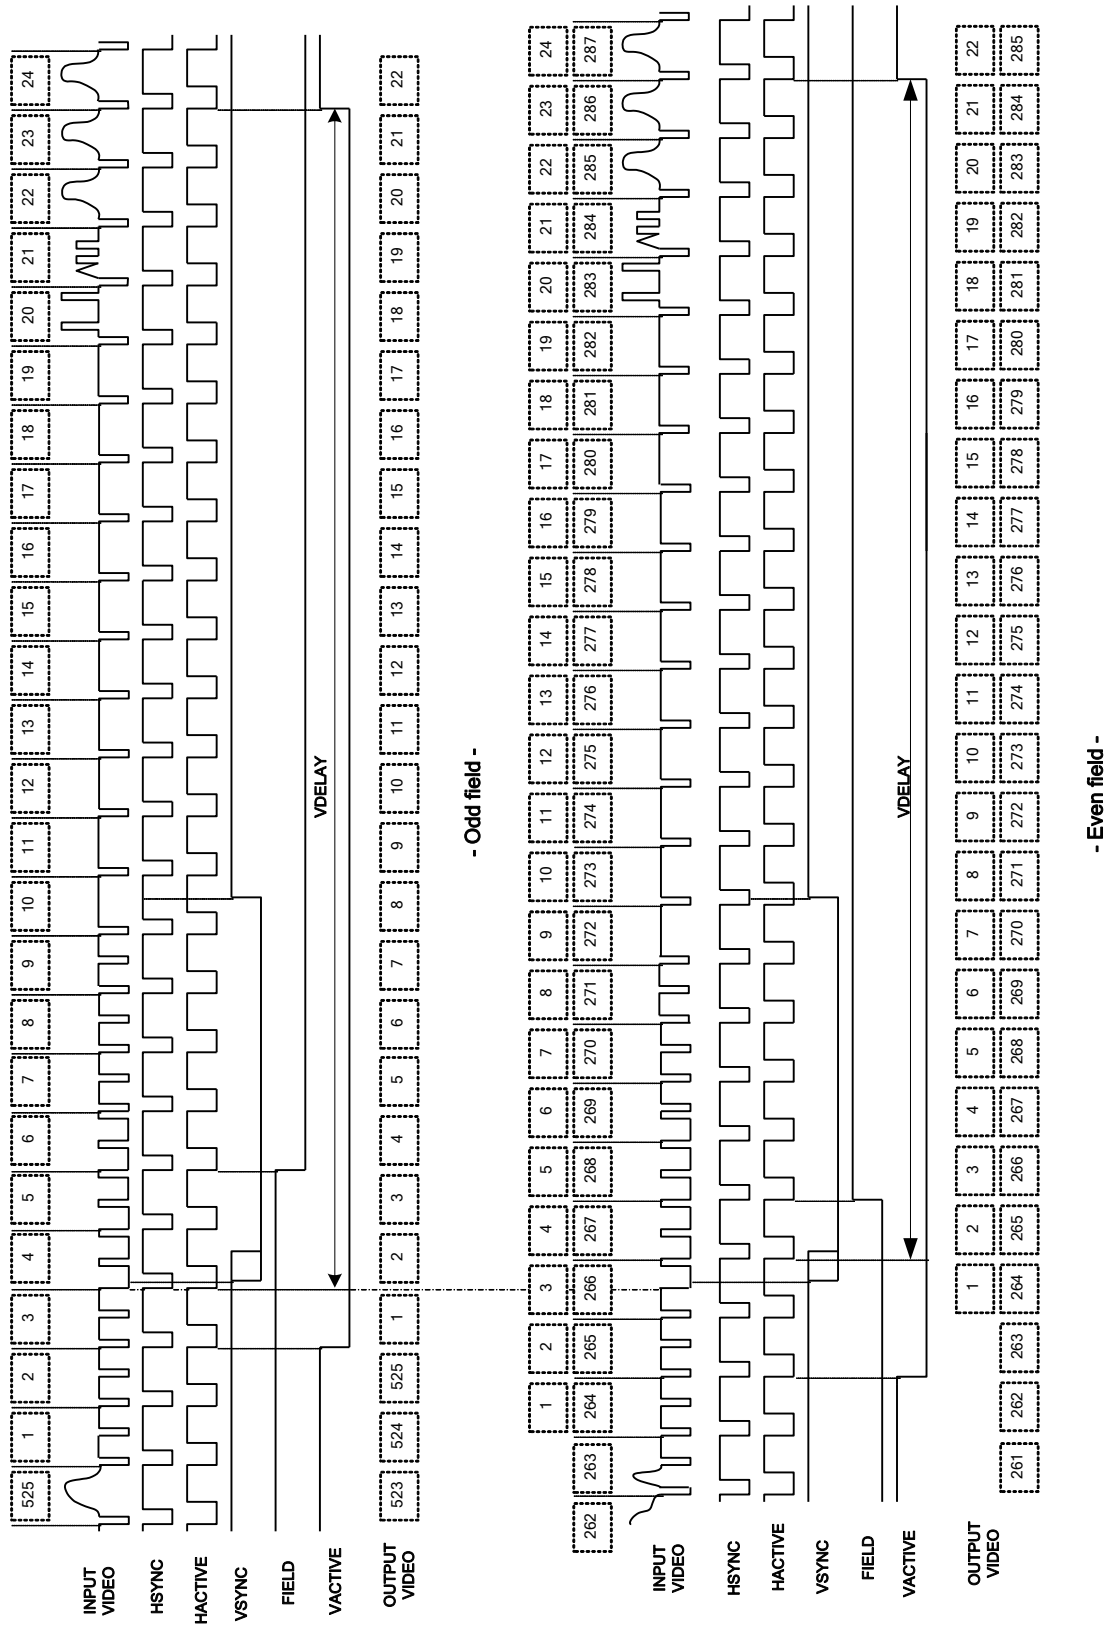 525 1 2 3 4 5 6 7 8 9 10 11 12 13 14 15 16 17 18 19 20 21 22 23 24
INPUT
VIDEO
HSYNC
HACTIVE
VSYNC
FIELD
VACTIVE
VDELAY
OUTPUT
VIDEO
523 524 525 1 2 3 4 5 6 7 8 9 10 11 12 13 14 15 16 17 18 19 20 21 22
- Odd field -
1 2 3 4 5 6 7 8 9 10 11 12 13 14 15 16 17 18 19 20 21 22 23 24
262 263 264 265 266 267 268 269 270 271 272 273 274 275 276 277 278 279 280 281 282 283 284 285 286 287
INPUT
VIDEO
HSYNC
HACTIVE
VSYNC
FIELD
VACTIVE
VDELAY
OUTPUT
VIDEO
1 2 3 4 5 6 7 8 9 10 11 12 13 14 15 16 17 18 19 20 21 22
261 262 263 264 265 266 267 268 269 270 271 272 273 274 275 276 277 278 279 280 281 282 283 284 285
- Even field -